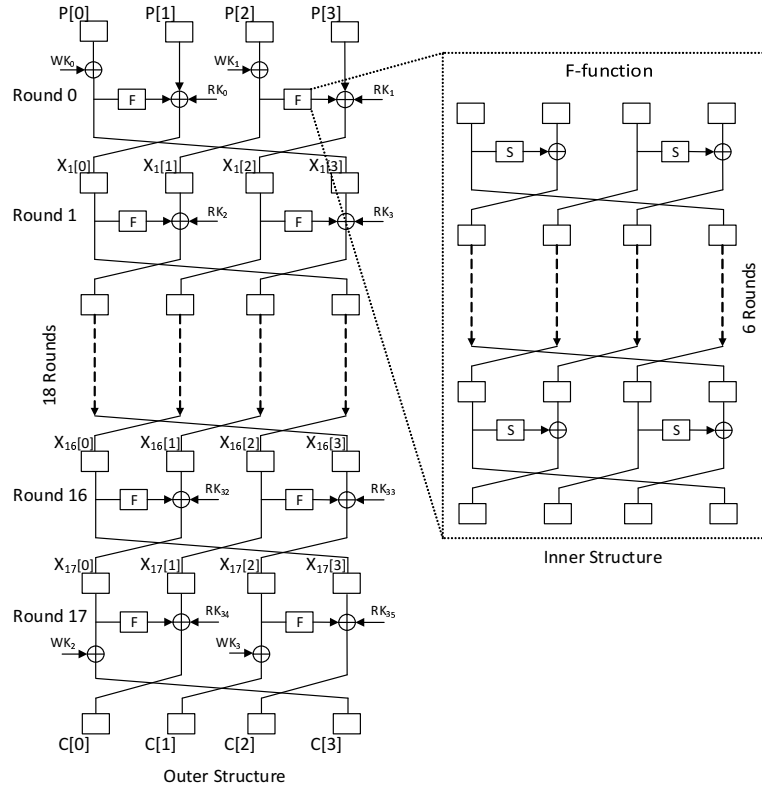 P[0] P[1] P[2] P[3]
WK₀ WK₁
Round 0 F RK₀ F RK₁
X₁[0] X₁[1] X₁[2] X₁[3]
Round 1 F RK₂ F RK₃
18 Rounds
X₁₆[0] X₁₆[1] X₁₆[2] X₁₆[3]
Round 16 F RK₃₂ F RK₃₃
X₁₇[0] X₁₇[1] X₁₇[2] X₁₇[3]
Round 17 F RK₃₄ F RK₃₅
WK₂ WK₃
C[0] C[1] C[2] C[3]
Outer Structure
F-function
S S
6 Rounds
S S
Inner Structure